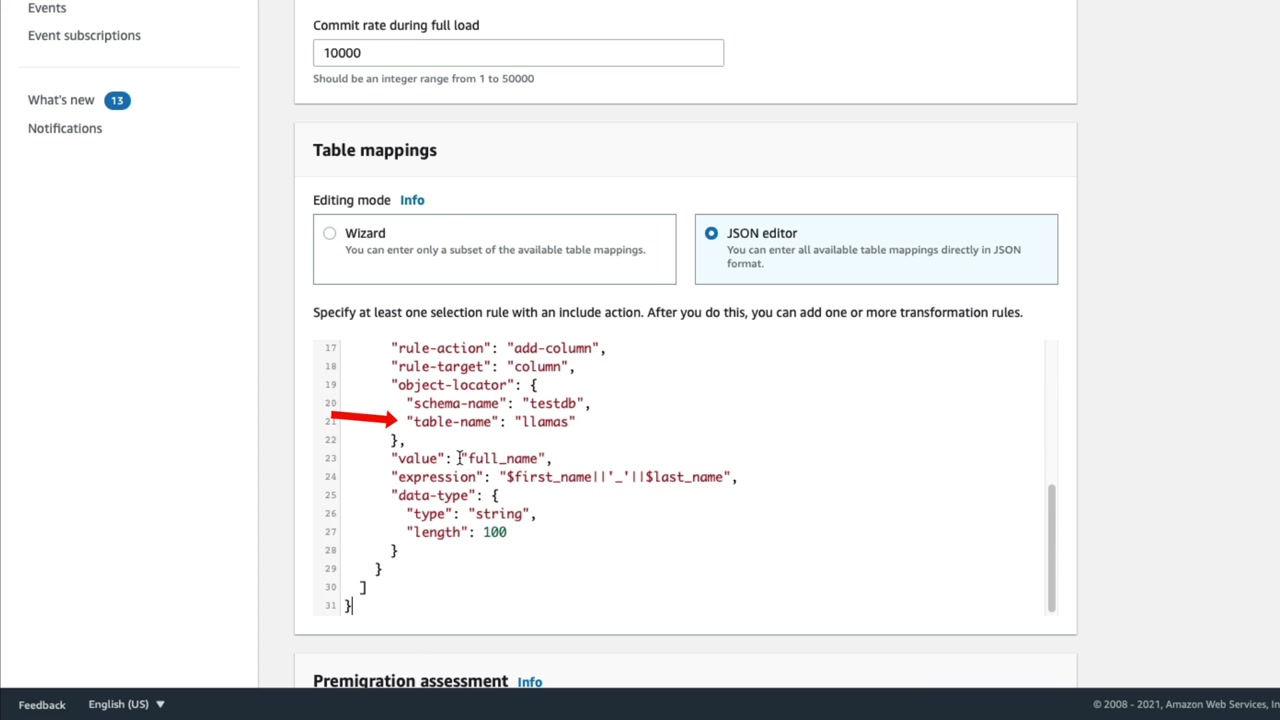 Events
Event subscriptions
What's new 13
Notifications
Commit rate during full load
10000
Should be an integer range from 1 to 50000
Table mappings
Editing mode Info
Wizard
You can enter only a subset of the available table mappings.
JSON editor
You can enter all available table mappings directly in JSON
format.
Specify at least one selection rule with an include action. After you do this, you can add one or more transformation rules.
17 "rule-action": "add-column",
18 "rule-target": "column",
19 "object-locator": {
20 "schema-name": "testdb",
21 "table-name": "llamas"
22 },
23 "value": "full_name",
24 "expression": "$first_name||'_'||$last_name",
25 "data-type": {
26 "type": "string",
27 "length": 100
28 }
29 }
30 ]
31 }
Premigration assessment Info
Feedback English (US) ▼
© 2008 - 2021, Amazon Web Services, In